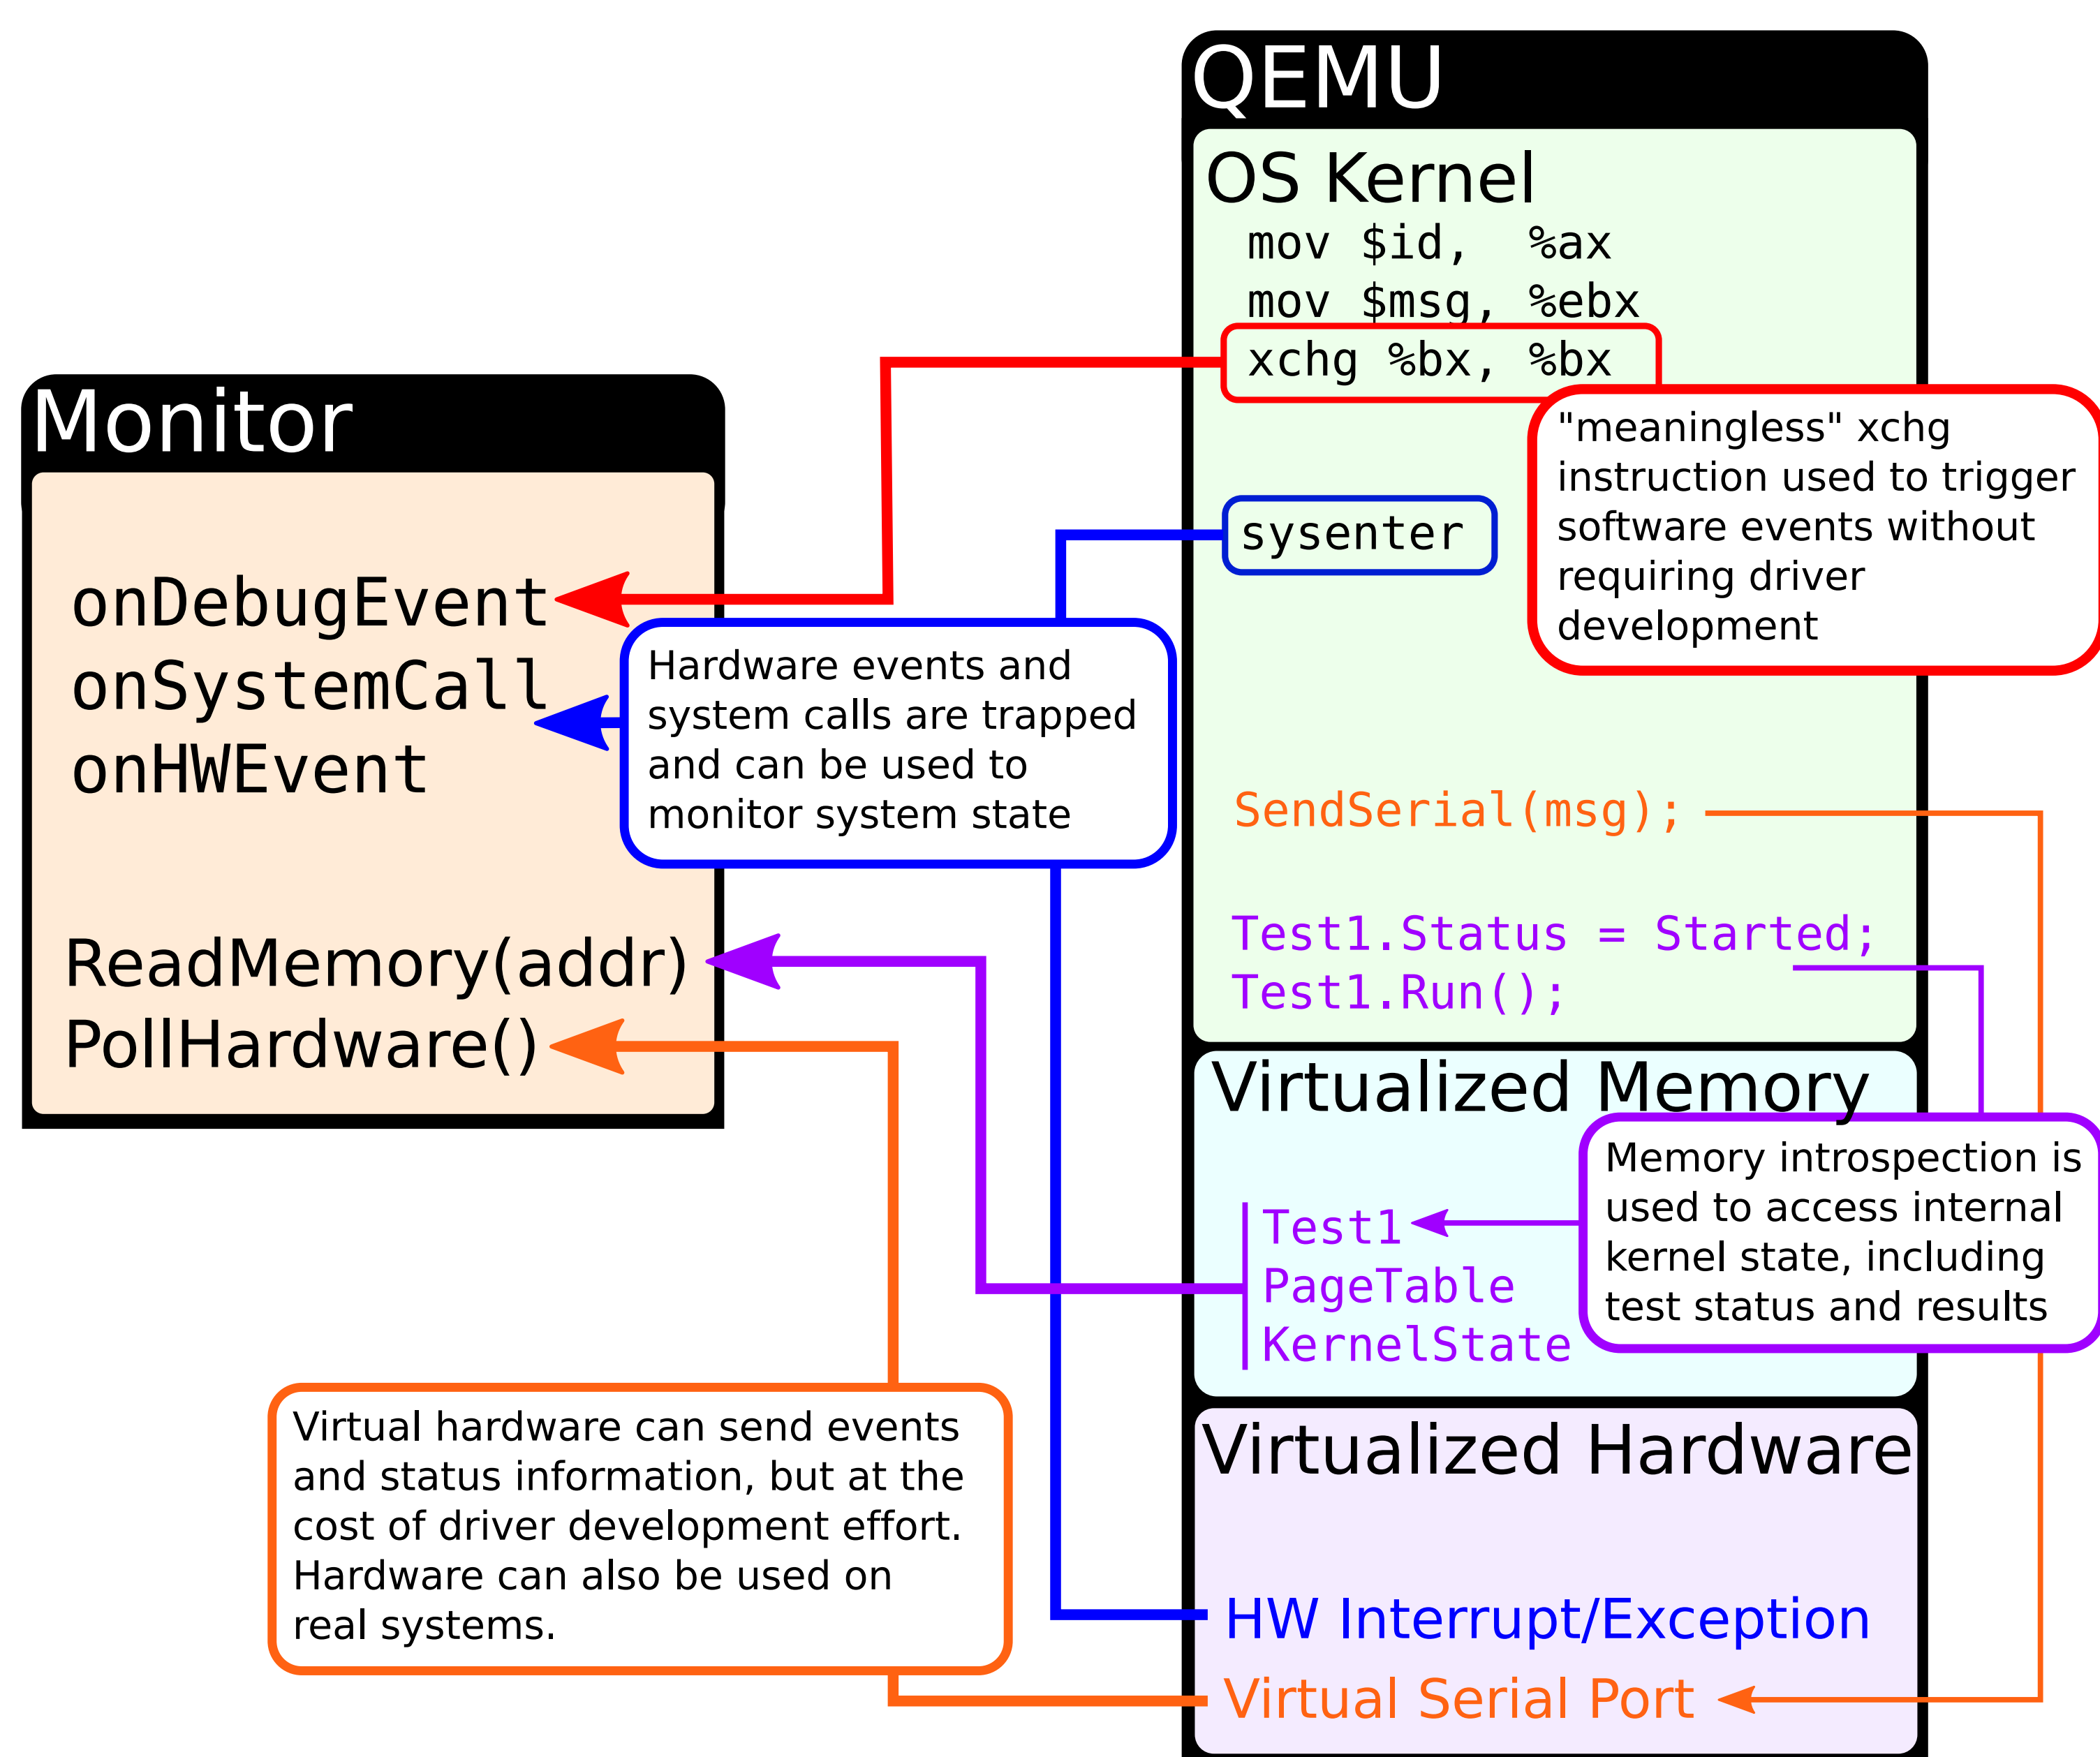 QEMU
OS Kernel
mov $id,  %ax
mov $msg, %ebx
xchg %bx, %bx
"meaningless" xchg
instruction used to trigger
software events without
requiring driver
development
sysenter
SendSerial(msg);
Test1.Status = Started;
Test1.Run();
Monitor
onDebugEvent
onSystemCall
onHWEvent
ReadMemory(addr)
PollHardware()
Hardware events and
system calls are trapped
and can be used to
monitor system state
Virtualized Memory
Test1
PageTable
KernelState
Memory introspection is
used to access internal
kernel state, including
test status and results
Virtual hardware can send events
and status information, but at the
cost of driver development effort.
Hardware can also be used on
real systems.
Virtualized Hardware
HW Interrupt/Exception
Virtual Serial Port